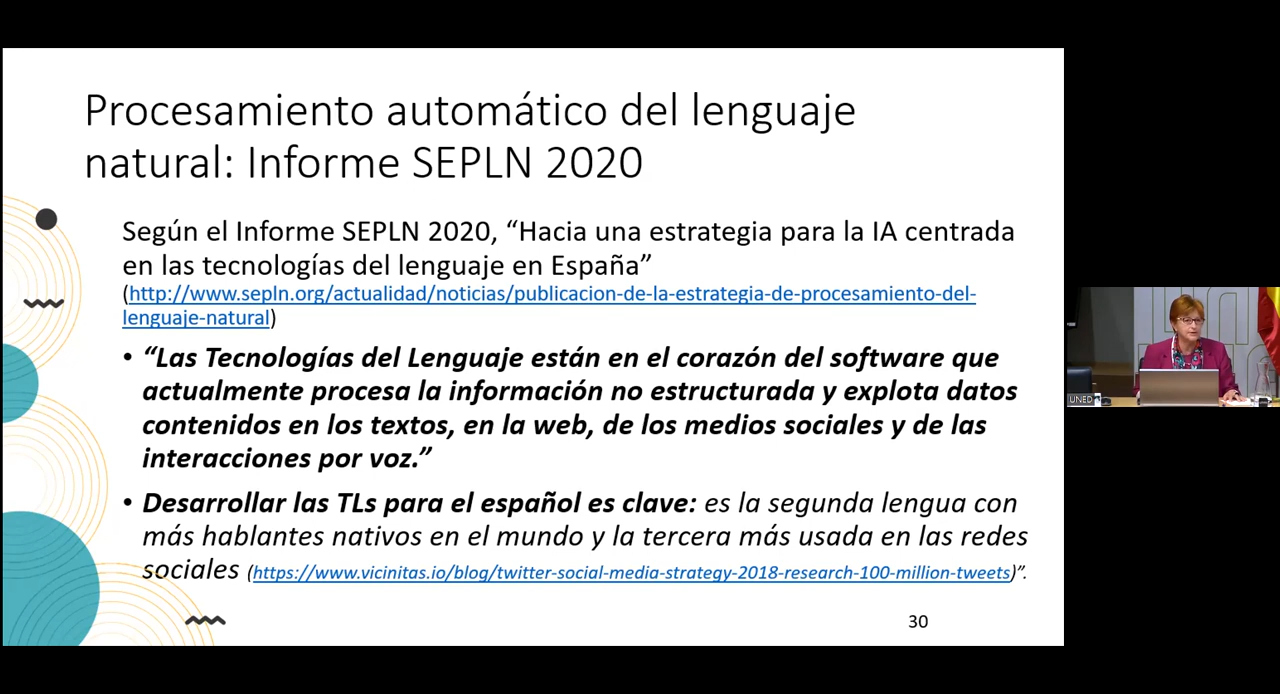 Procesamiento automático del lenguaje
natural: Informe SEPLN 2020
Según el Informe SEPLN 2020, “Hacia una estrategia para la IA centrada
en las tecnologías del lenguaje en España”
(http://www.sepln.org/actualidad/noticias/publicacion-de-la-estrategia-de-procesamiento-del-
lenguaje-natural)
• “Las Tecnologías del Lenguaje están en el corazón del software que
actualmente procesa la información no estructurada y explota datos
contenidos en los textos, en la web, de los medios sociales y de las
interacciones por voz.”
• Desarrollar las TLs para el español es clave: es la segunda lengua con
más hablantes nativos en el mundo y la tercera más usada en las redes
sociales (https://www.vicinitas.io/blog/twitter-social-media-strategy-2018-research-100-million-tweets)”.
30
UNED